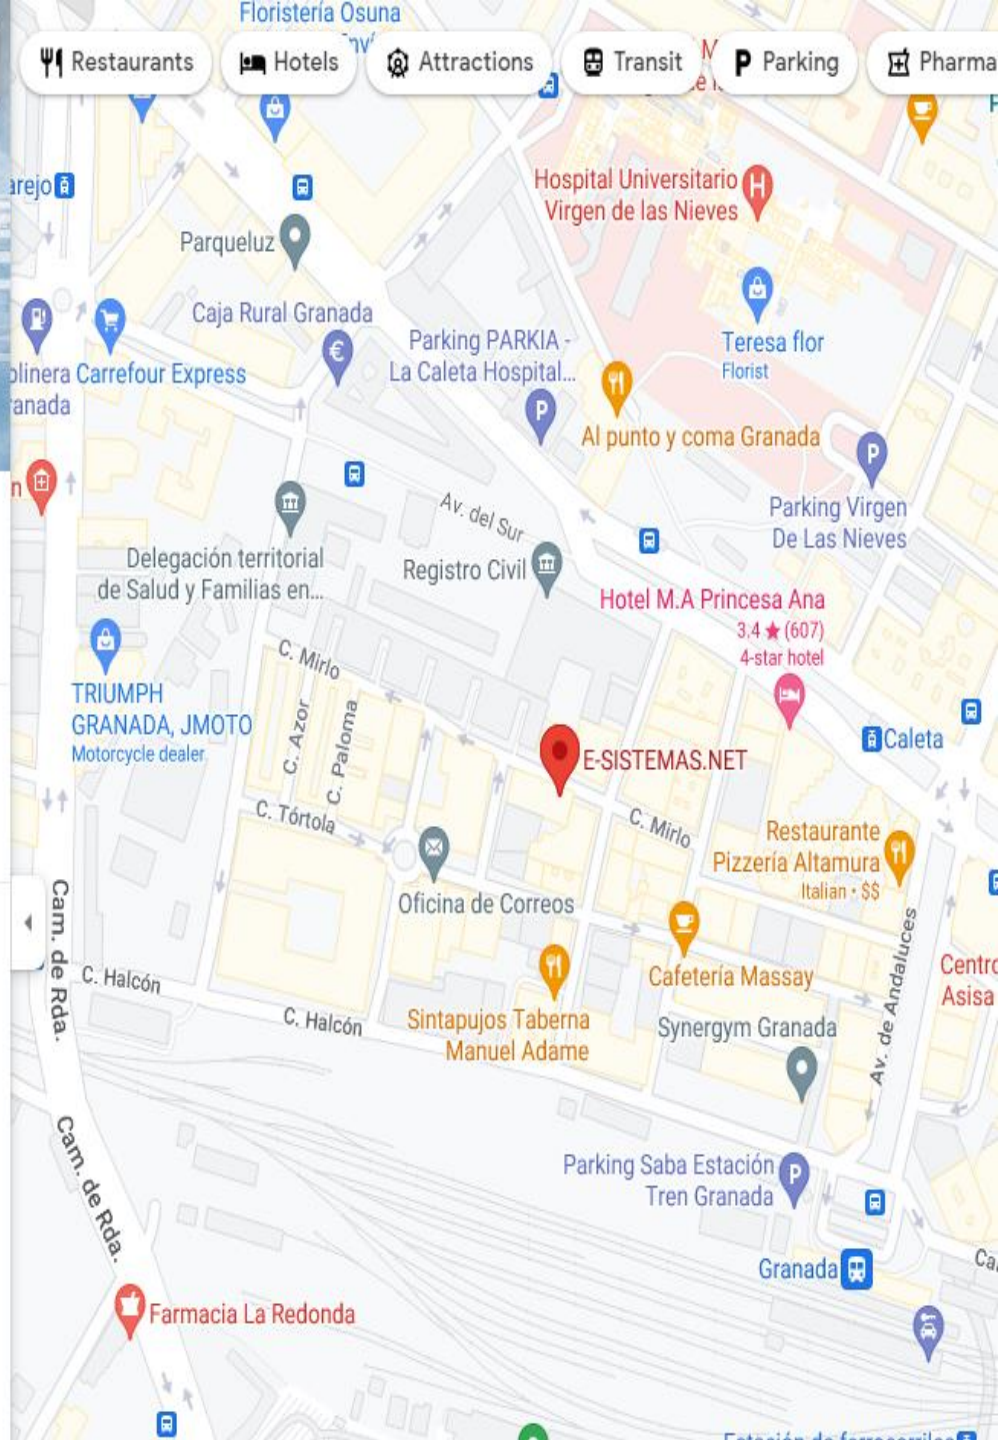 Floristería Osuna
Restaurants
Hotels
Attractions
Transit
Parking
Pharma
arejo
Hospital Universitario
Virgen de las Nieves
Parqueluz
Caja Rural Granada
Teresa flor
Florist
Parking PARKIA -
La Caleta Hospital...
olinera
ranada
Carrefour Express
Al punto y coma Granada
Parking Virgen
De Las Nieves
Av. del Sur
Delegación territorial
de Salud y Familias en...
Registro Civil
Hotel M.A Princesa Ana
3.4 ★ (607)
4-star hotel
C. Mirlo
TRIUMPH
GRANADA, JMOTO
Motorcycle dealer
C. Azor
C. Paloma
Caleta
E-SISTEMAS.NET
C. Tórtola
C. Mirlo
Restaurante
Pizzería Altamura
Italian · $$
Oficina de Correos
Cam. de Rda.
Av. de Andaluces
Cafetería Massay
Centro
Asisa
C. Halcón
C. Halcón
Sintapujos Taberna
Manuel Adame
Synergym Granada
Cam. de Rda.
Parking Saba Estación
Tren Granada
Granada
Farmacia La Redonda